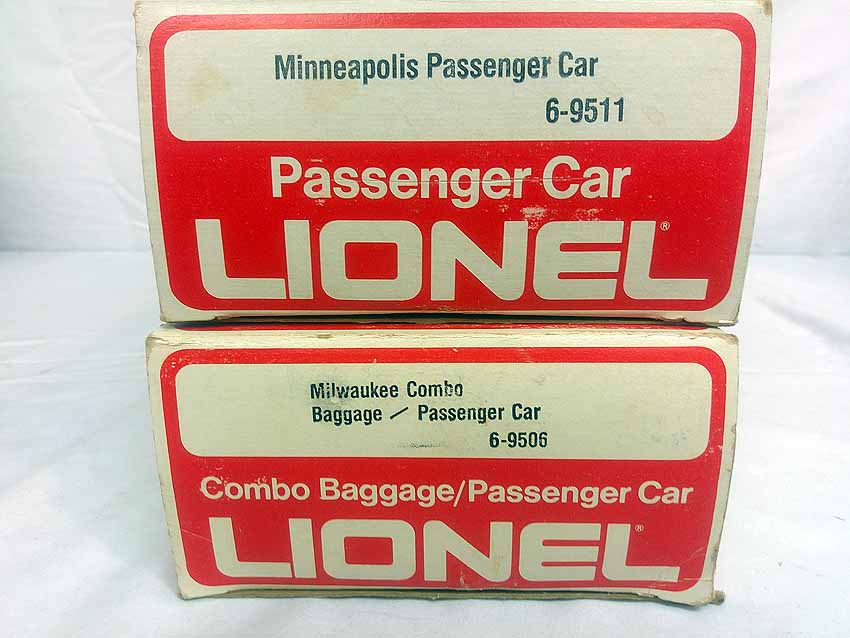 Minneapolis Passenger Car
6-9511
Passenger Car
LIONEL®
Milwaukee Combo
Baggage / Passenger Car
6-9506
Combo Baggage/Passenger Car
LIONEL®